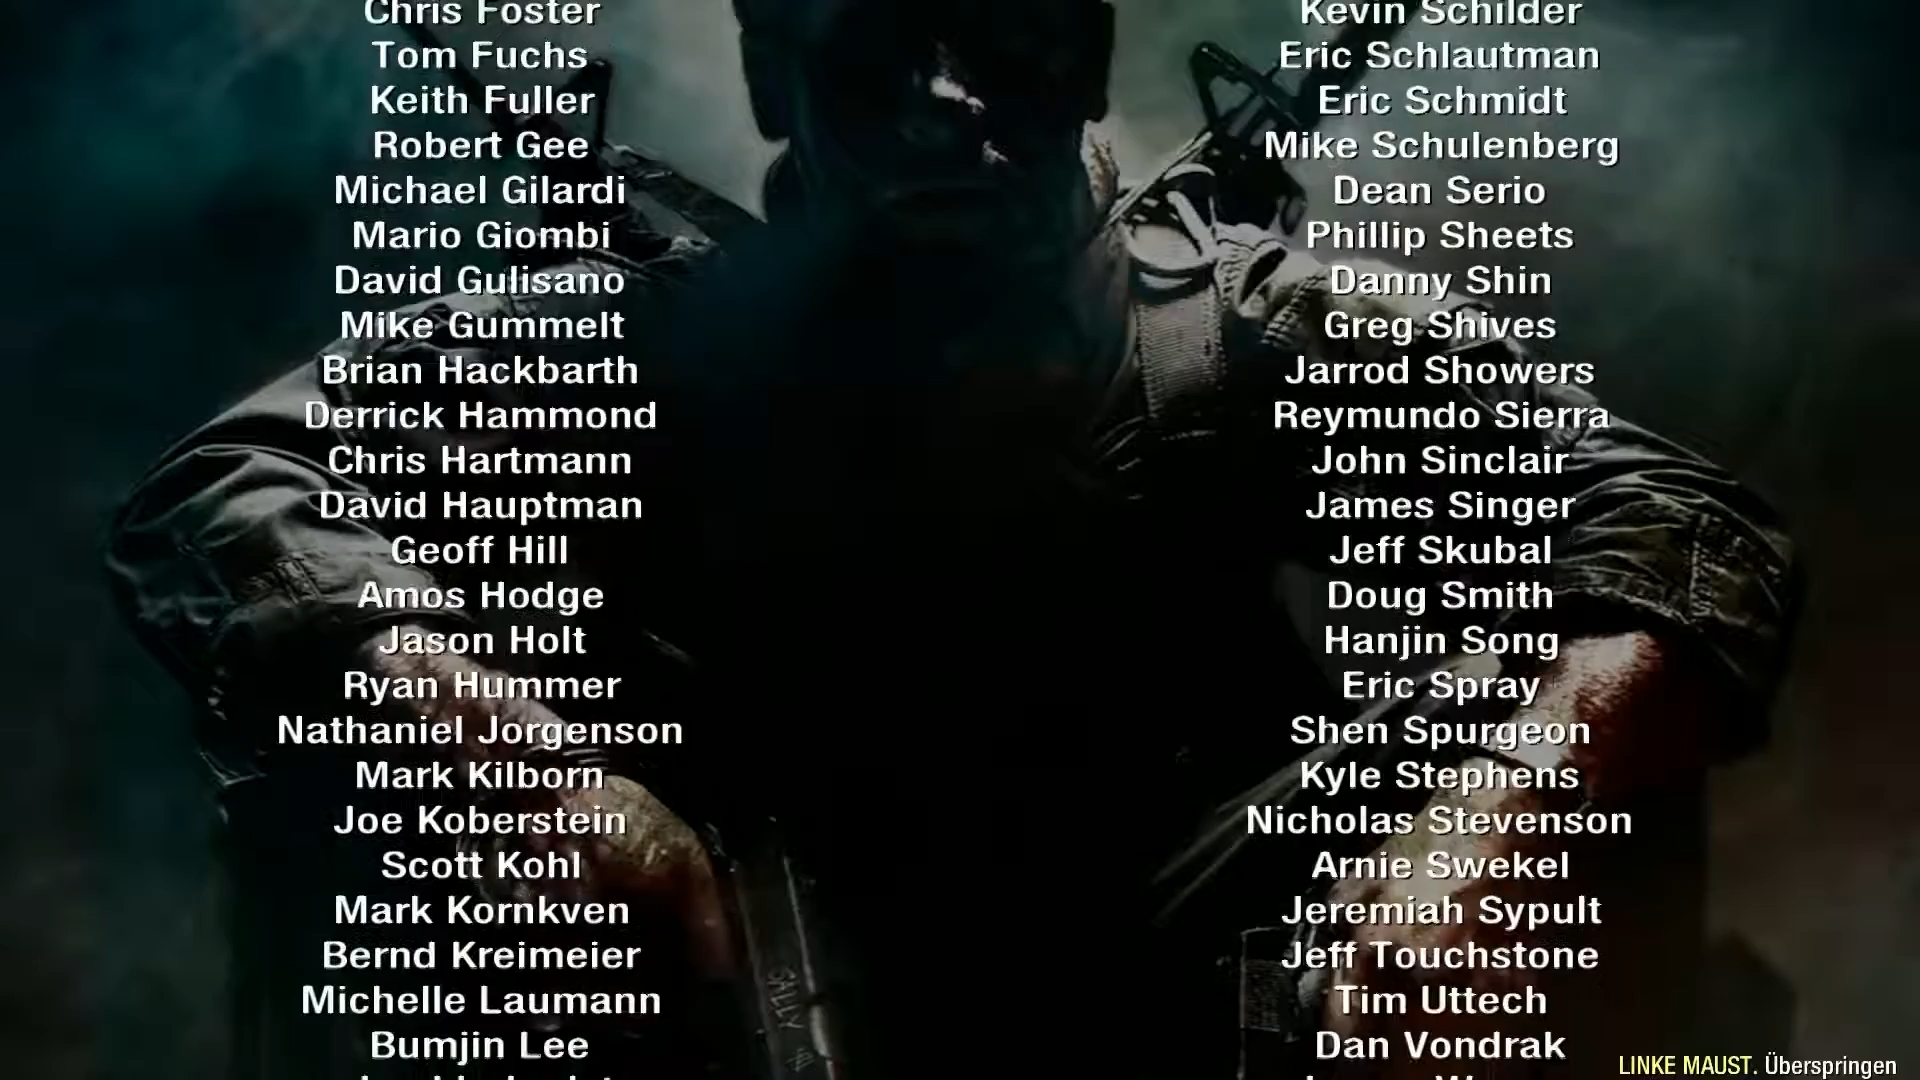 Chris Foster
Tom Fuchs
Keith Fuller
Robert Gee
Michael Gilardi
Mario Giombi
David Gulisano
Mike Gummelt
Brian Hackbarth
Derrick Hammond
Chris Hartmann
David Hauptman
Geoff Hill
Amos Hodge
Jason Holt
Ryan Hummer
Nathaniel Jorgenson
Mark Kilborn
Joe Koberstein
Scott Kohl
Mark Kornkven
Bernd Kreimeier
Michelle Laumann
Bumjin Lee
Kevin Schilder
Eric Schlautman
Eric Schmidt
Mike Schulenberg
Dean Serio
Phillip Sheets
Danny Shin
Greg Shives
Jarrod Showers
Reymundo Sierra
John Sinclair
James Singer
Jeff Skubal
Doug Smith
Hanjin Song
Eric Spray
Shen Spurgeon
Kyle Stephens
Nicholas Stevenson
Arnie Swekel
Jeremiah Sypult
Jeff Touchstone
Tim Uttech
Dan Vondrak
SALLY
LINKE MAUST. Überspringen